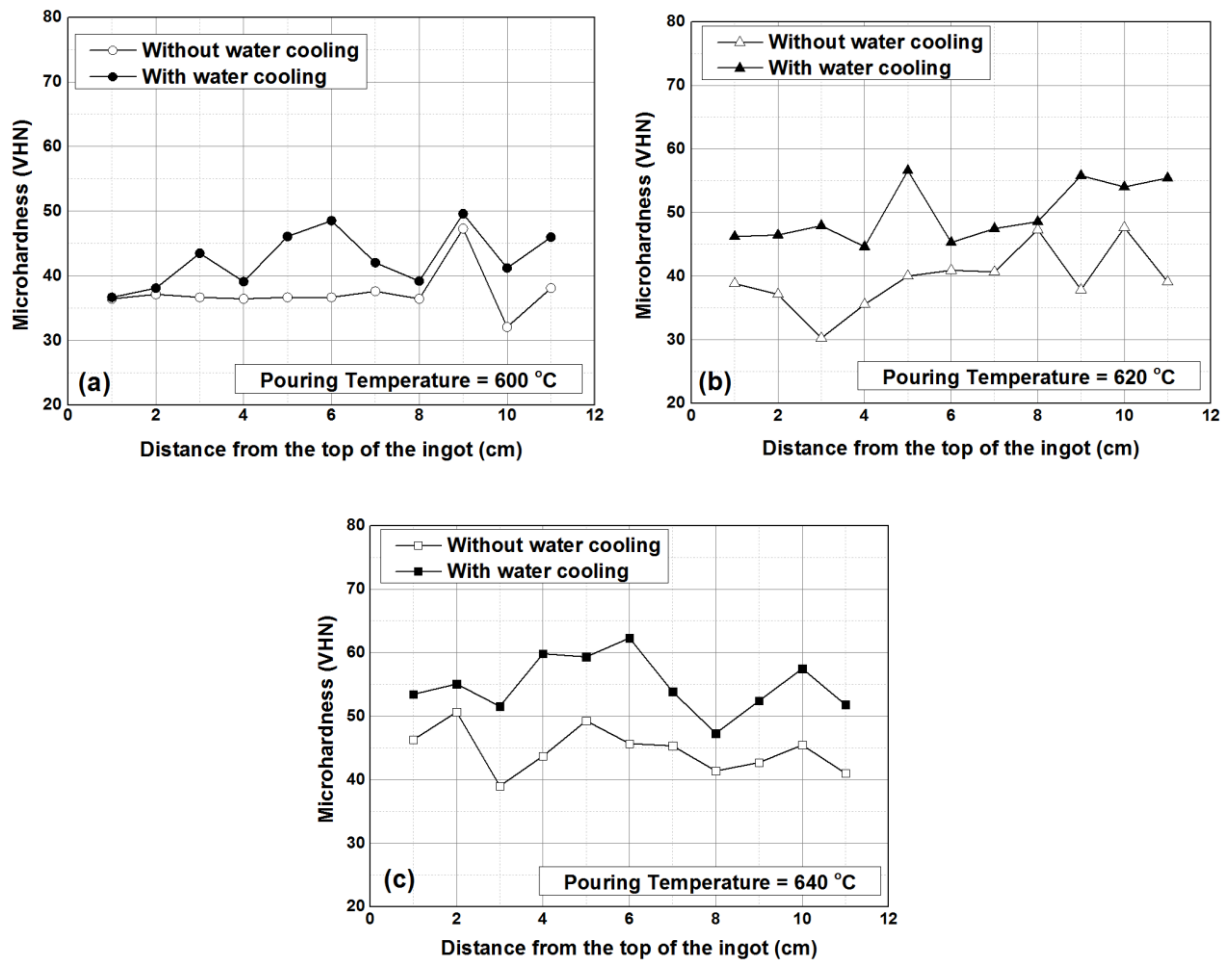 80
70
60
50
40
30
20
0
2
4
6
8
10
12
Microhardness (VHN)
Without water cooling
With water cooling
(a)
Pouring Temperature = 600 °C
Distance from the top of the ingot (cm)
80
70
60
50
40
30
20
0
2
4
6
8
10
12
Microhardness (VHN)
Without water cooling
With water cooling
(b)
Pouring Temperature = 620 °C
Distance from the top of the ingot (cm)
80
70
60
50
40
30
20
0
2
4
6
8
10
12
Microhardness (VHN)
Without water cooling
With water cooling
(c)
Pouring Temperature = 640 °C
Distance from the top of the ingot (cm)